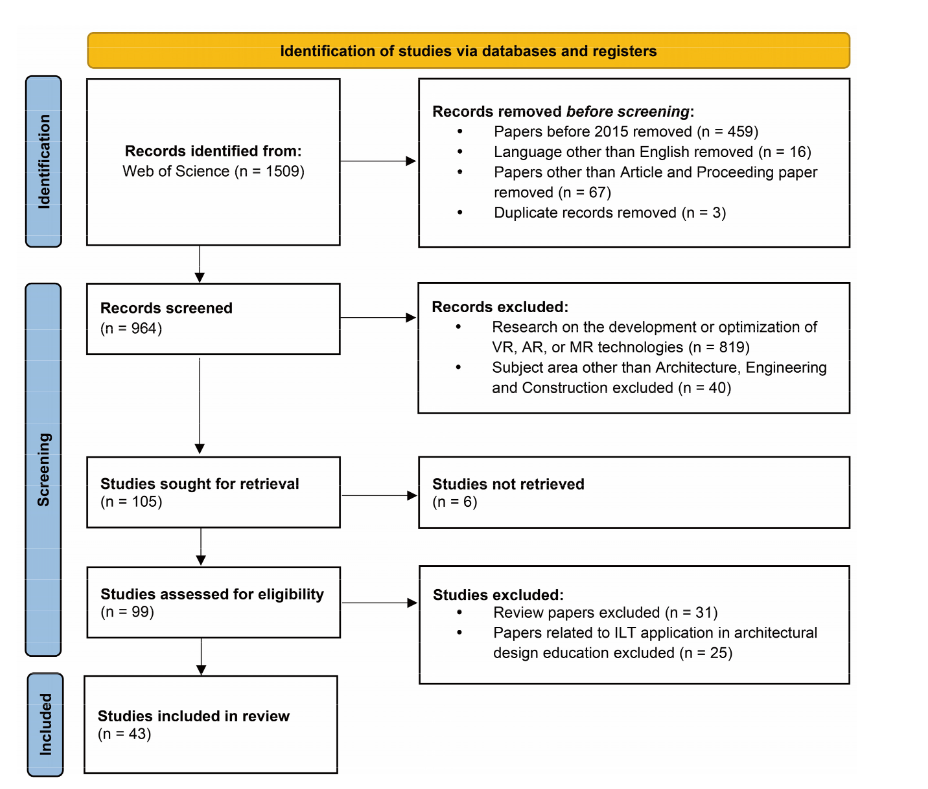 Identification of studies via databases and registers
Identification
Records identified from:
Web of Science (n = 1509)
Records removed before screening:
• Papers before 2015 removed (n = 459)
• Language other than English removed (n = 16)
• Papers other than Article and Proceeding paper
removed (n = 67)
• Duplicate records removed (n = 3)
Screening
Records screened
(n = 964)
Records excluded:
• Research on the development or optimization of
VR, AR, or MR technologies (n = 819)
• Subject area other than Architecture, Engineering
and Construction excluded (n = 40)
Studies sought for retrieval
(n = 105)
Studies not retrieved
(n = 6)
Studies assessed for eligibility
(n = 99)
Studies excluded:
• Review papers excluded (n = 31)
• Papers related to ILT application in architectural
design education excluded (n = 25)
Included
Studies included in review
(n = 43)